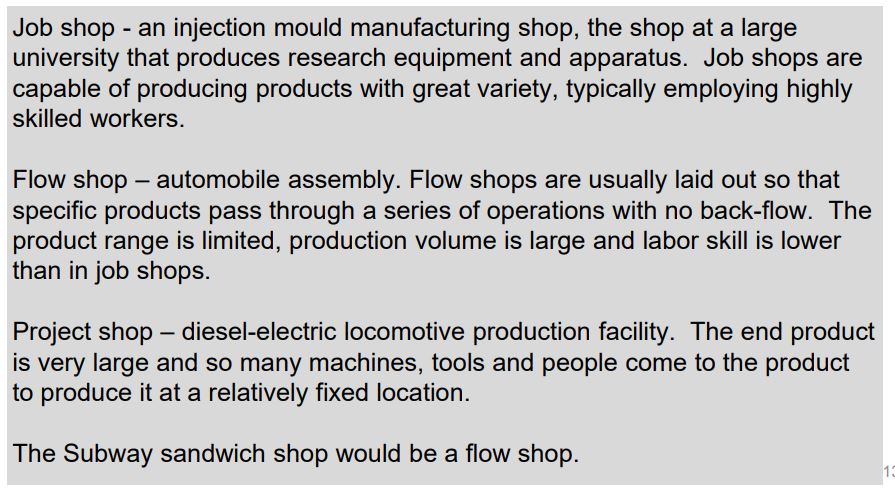 Job shop - an injection mould manufacturing shop, the shop at a large
university that produces research equipment and apparatus.  Job shops are
capable of producing products with great variety, typically employing highly
skilled workers.
Flow shop – automobile assembly. Flow shops are usually laid out so that
specific products pass through a series of operations with no back-flow.  The
product range is limited, production volume is large and labor skill is lower
than in job shops.
Project shop – diesel-electric locomotive production facility.  The end product
is very large and so many machines, tools and people come to the product
to produce it at a relatively fixed location.
The Subway sandwich shop would be a flow shop.